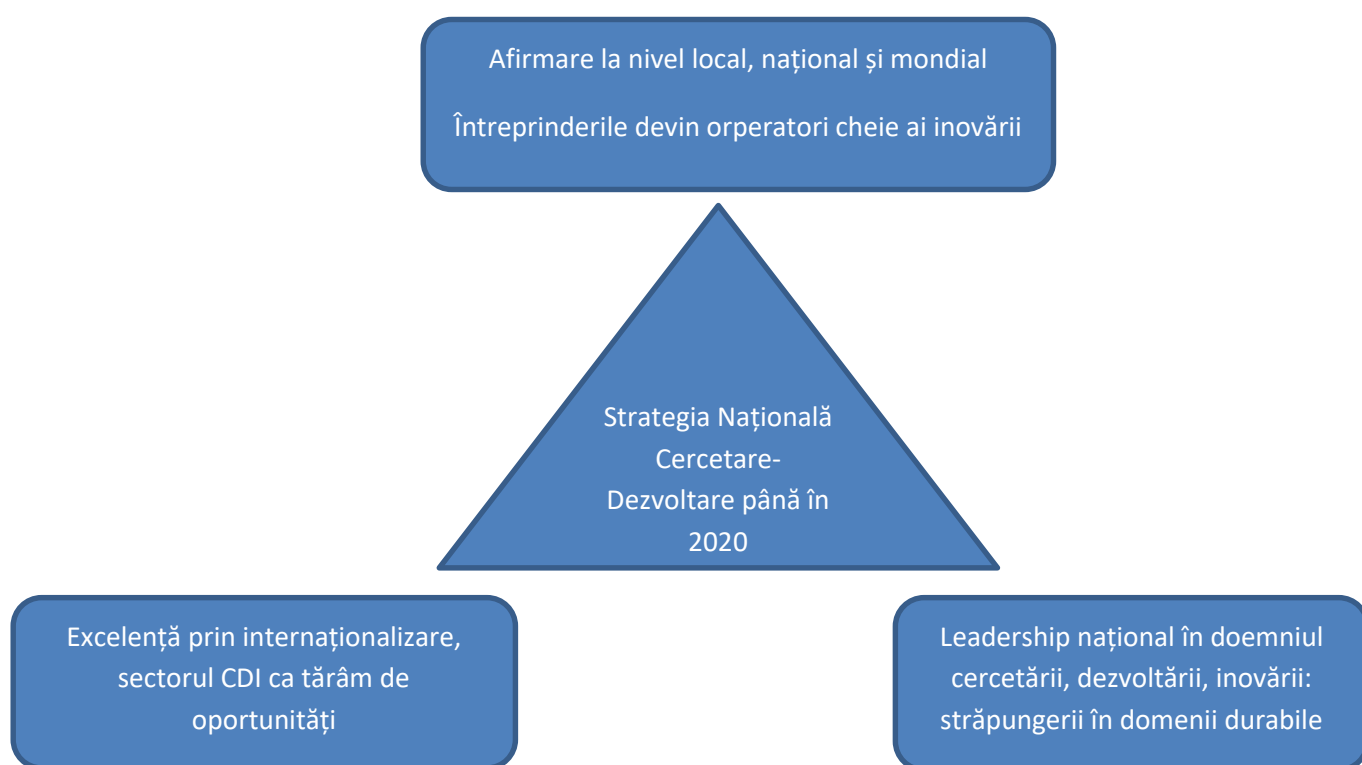 Afirmare la nivel local, național și mondial
Întreprinderile devin orperatori cheie ai inovării
Strategia Națională
Cercetare-
Dezvoltare până în
2020
Excelență prin internaționalizare,
sectorul CDI ca tărâm de
oportunități
Leadership național în doemniul
cercetării, dezvoltării, inovării:
străpungerii în domenii durabile